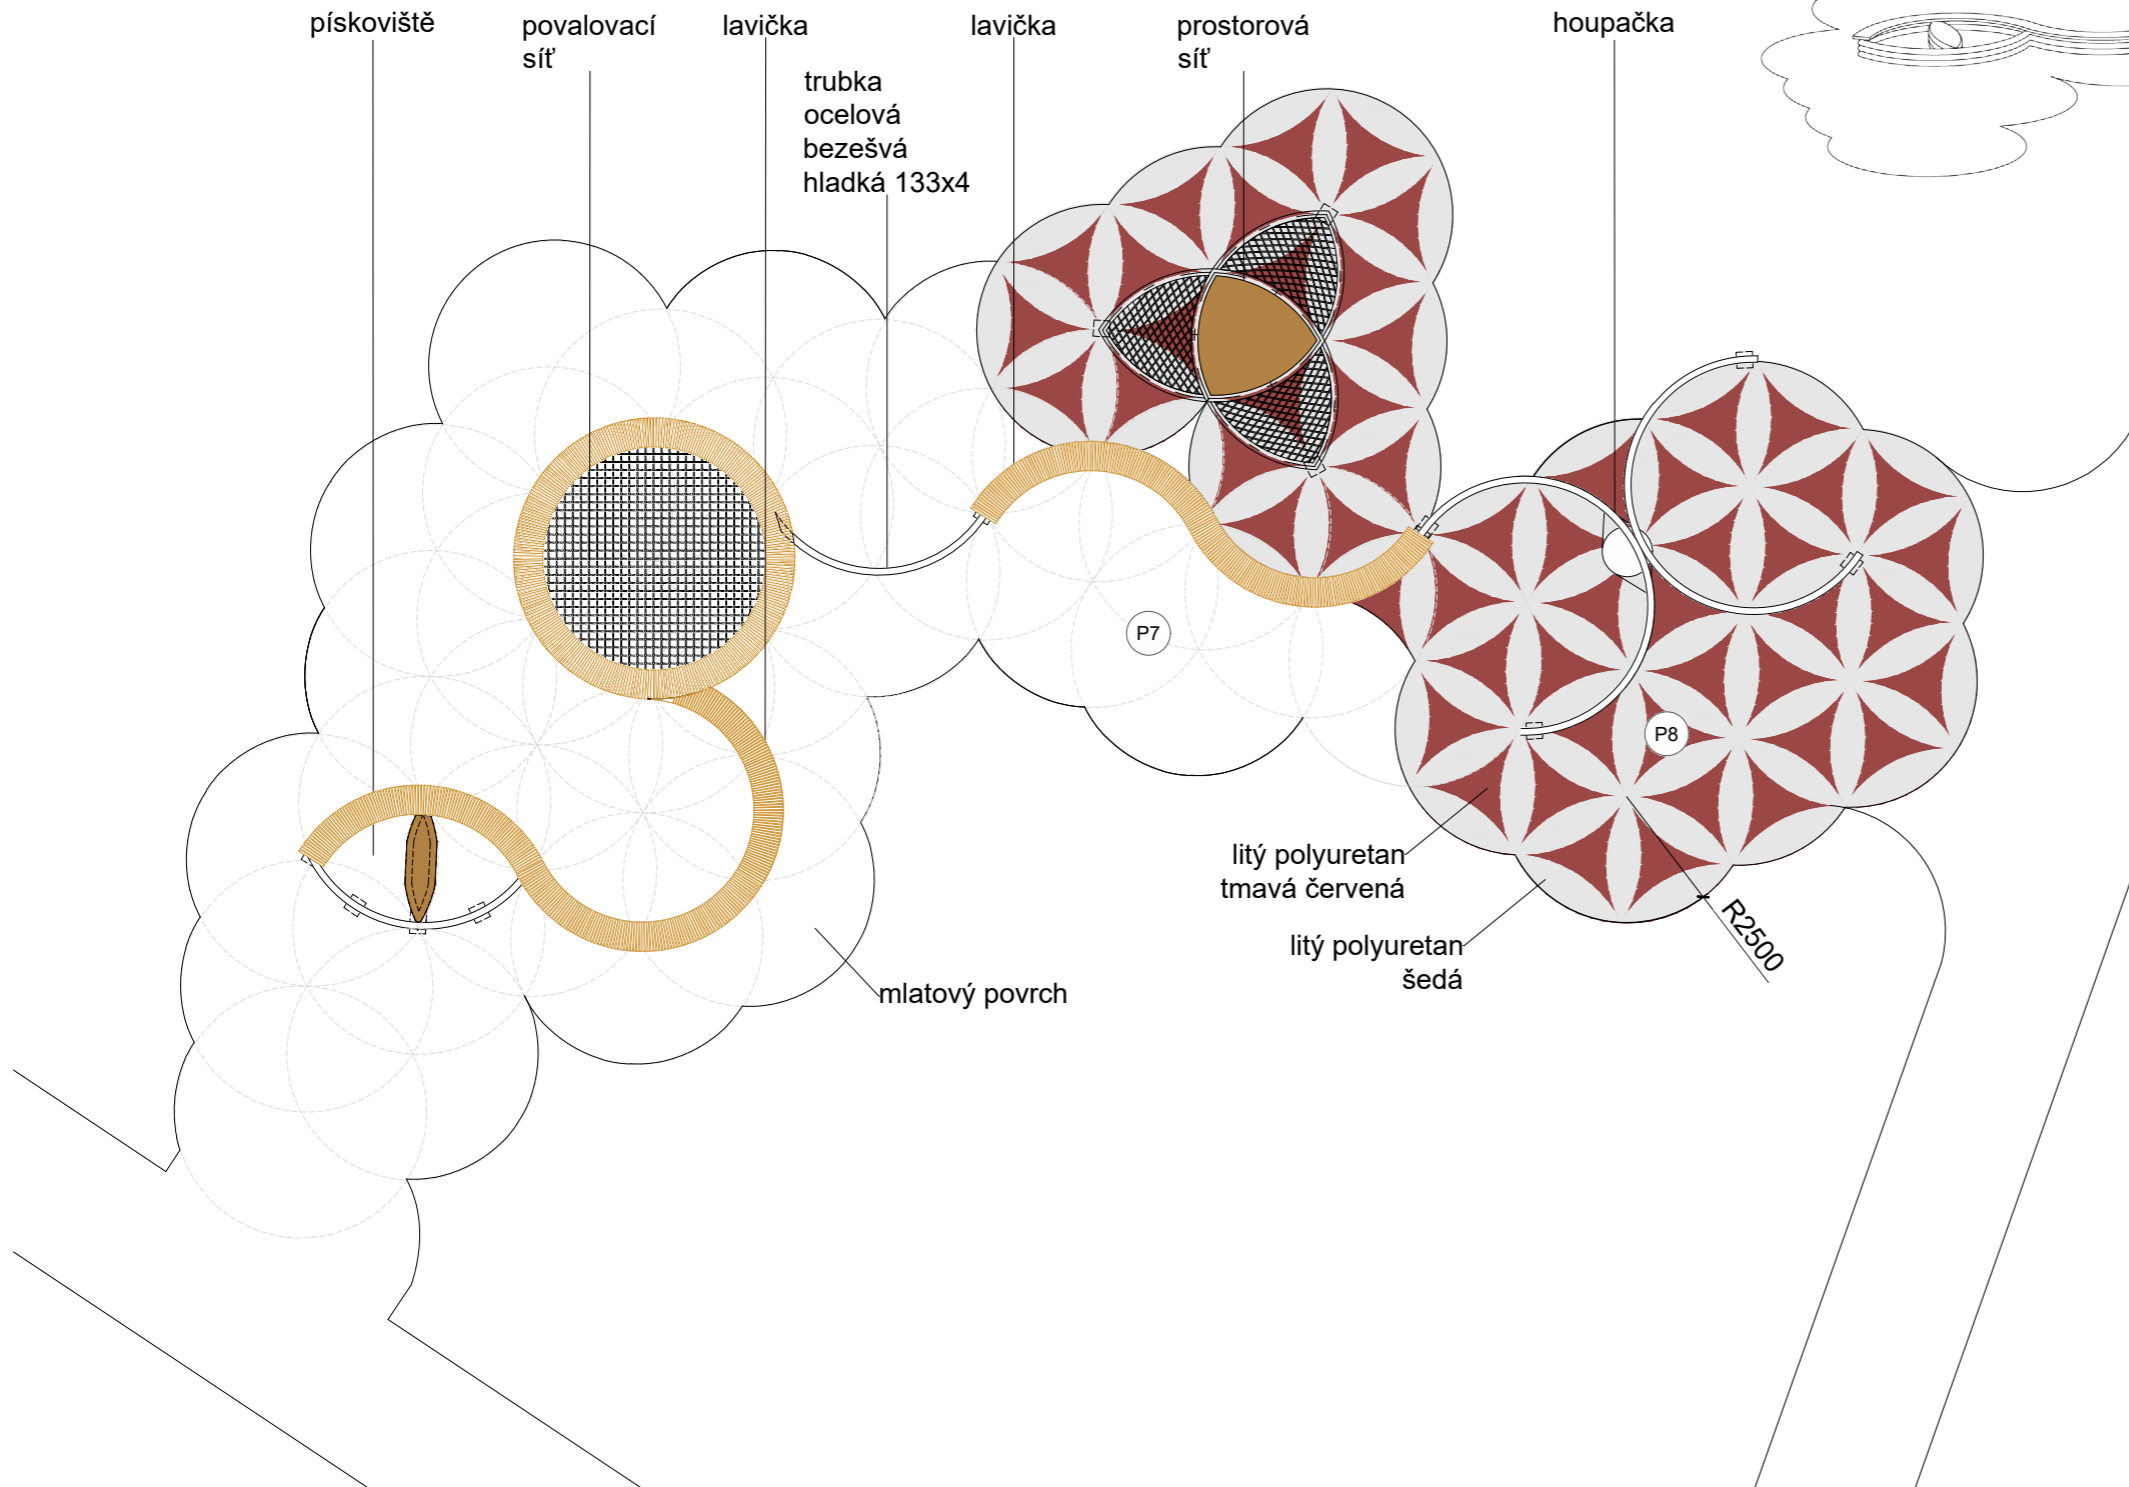 pískoviště
povalovací
síť
lavička
trubka
ocelová
bezešvá
hladká 133x4
lavička
prostorová
síť
houpačka
P7
P8
litý polyuretan
tmavá červená
litý polyuretan
šedá
R2500
mlatový povrch